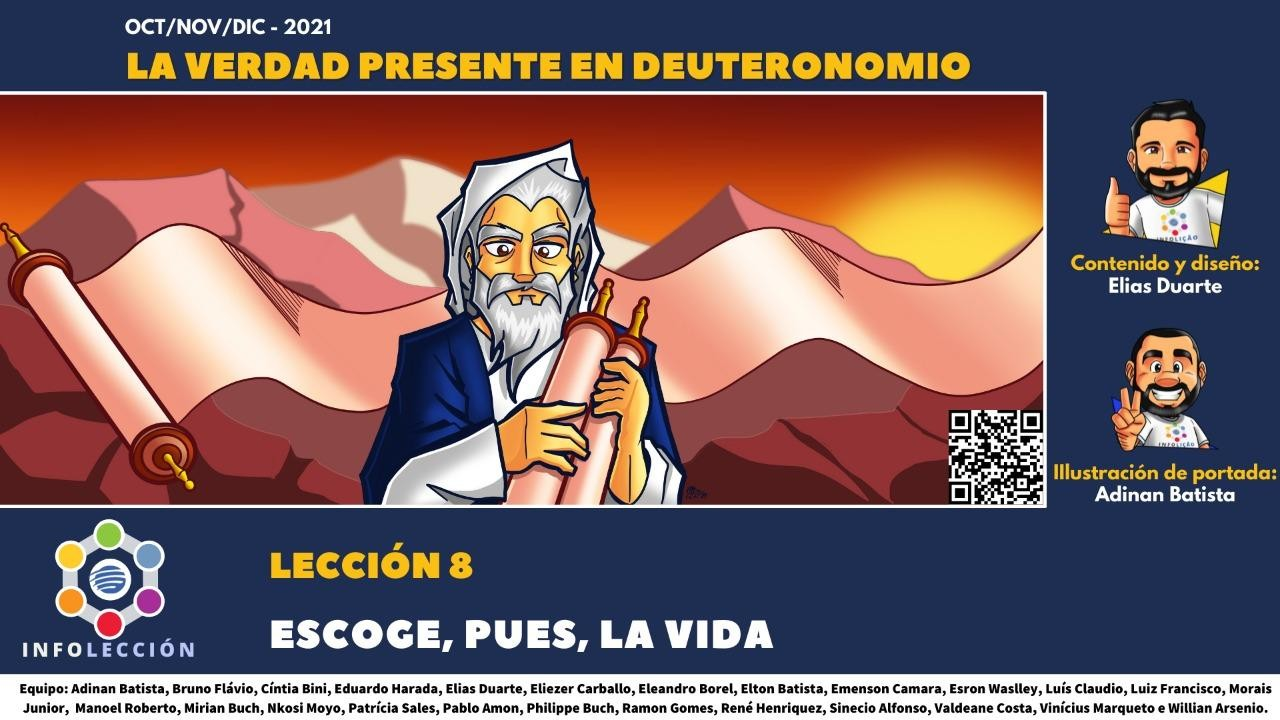 OCT/NOV/DIC - 2021
LA VERDAD PRESENTE EN DEUTERONOMIO
INFOLIÇÃO
Contenido y diseño:
Elias Duarte
INFOLIÇÃO
Illustración de portada:
Adinan Batista
LECCIÓN 8
ESCOGE, PUES, LA VIDA
INFOLECCIÓN
Equipo: Adinan Batista, Bruno Flávio, Cíntia Bini, Eduardo Harada, Elias Duarte, Eliezer Carballo, Eleandro Borel, Elton Batista, Emenson Camara, Esron Waslley, Luís Claudio, Luiz Francisco, Morais
Junior, Manoel Roberto, Mirian Buch, Nkosi Moyo, Patrícia Sales, Pablo Amon, Philippe Buch, Ramon Gomes, René Henriquez, Sinecio Alfonso, Valdeane Costa, Vinícius Marqueto e Willian Arsenio.